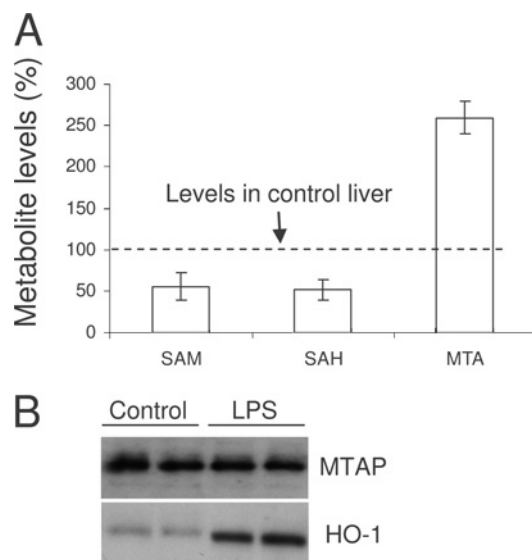 A
Metabolite levels (%)
300
250
200
150
100
50
0
Levels in control liver
SAM SAH MTA
B
Control LPS
MTAP
HO-1